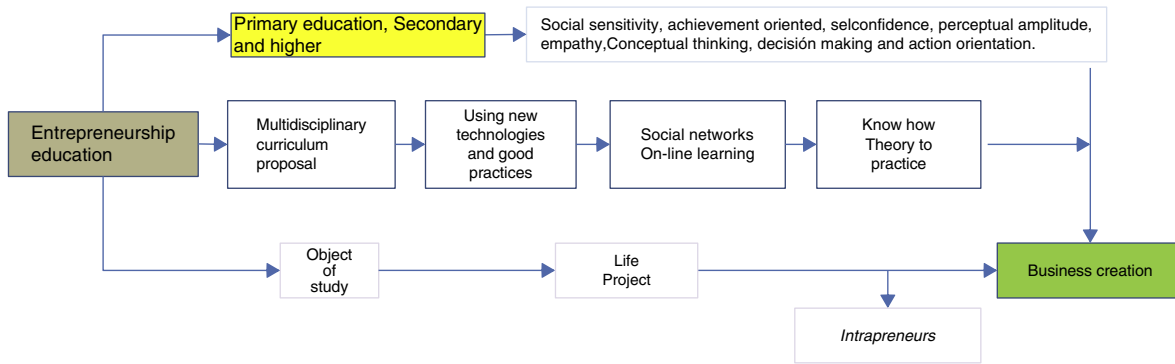 Primary education, Secondary
and higher
Social sensitivity, achievement oriented, selconfidence, perceptual amplitude,
empathy,Conceptual thinking, decisión making and action orientation.
Entrepreneurship
education
Multidisciplinary
curriculum
proposal
Using new
technologies
and good
practices
Social networks
On-line learning
Know how
Theory to
practice
Object
of
study
Life
Project
Business creation
Intrapreneurs